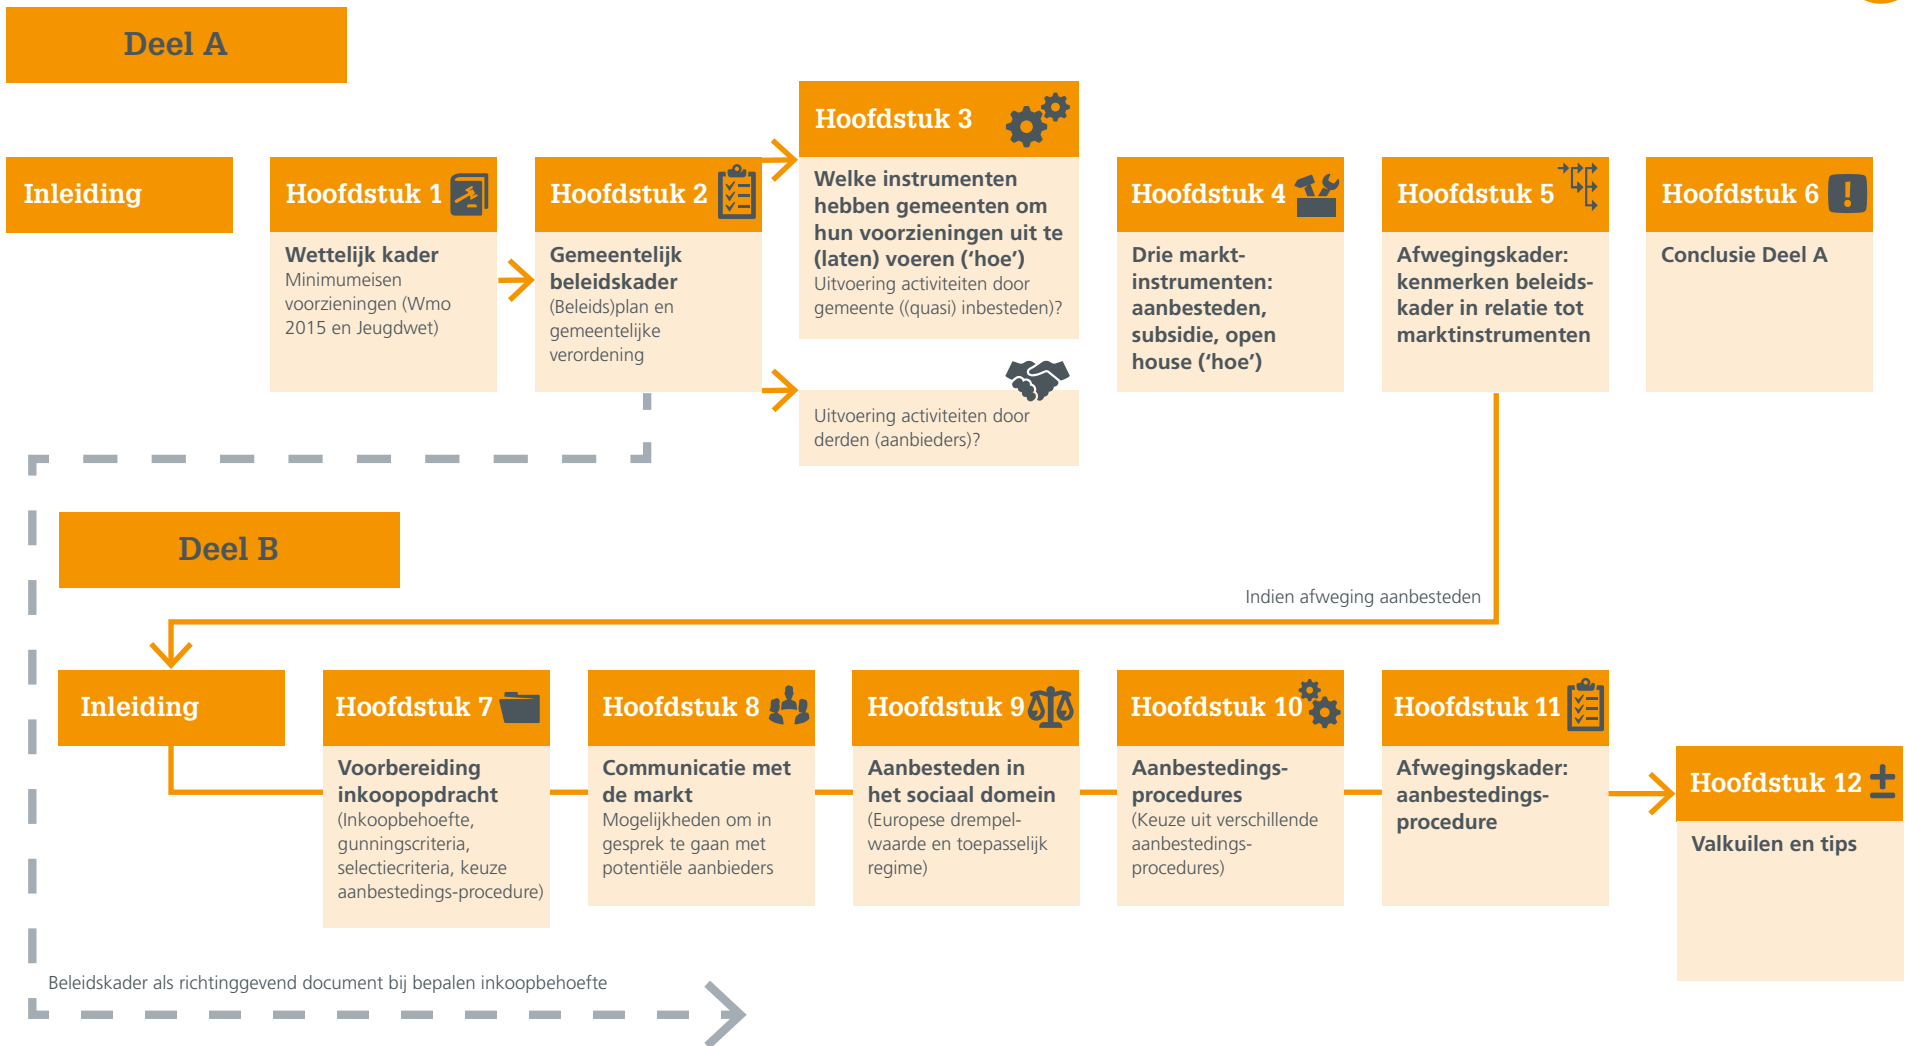 Deel A
Inleiding
Hoofdstuk 1
Wettelijk kader
Minimumeisen
voorzieningen (Wmo
2015 en Jeugdwet)
Hoofdstuk 2
Gemeentelijk
beleidskader
(Beleids)plan en
gemeentelijke
verordening
Hoofdstuk 3
Welke instrumenten
hebben gemeenten om
hun voorzieningen uit te
(laten) voeren (‘hoe’)
Uitvoering activiteiten door
gemeente ((quasi) inbesteden)?
Uitvoering activiteiten door
derden (aanbieders)?
Hoofdstuk 4
Drie markt-
instrumenten:
aanbesteden,
subsidie, open
house (‘hoe’)
Hoofdstuk 5
Afwegingskader:
kenmerken beleids-
kader in relatie tot
marktinstrumenten
Hoofdstuk 6
Conclusie Deel A
Deel B
Indien afweging aanbesteden
Inleiding
Hoofdstuk 7
Voorbereiding
inkoopopdracht
(Inkoopbehoefte,
gunningscriteria,
selectiecriteria, keuze
aanbestedings-procedure)
Hoofdstuk 8
Communicatie met
de markt
Mogelijkheden om in
gesprek te gaan met
potentiële aanbieders
Hoofdstuk 9
Aanbesteden in
het sociaal domein
(Europese drempel-
waarde en toepasselijk
regime)
Hoofdstuk 10
Aanbestedings-
procedures
(Keuze uit verschillende
aanbestedings-
procedures)
Hoofdstuk 11
Afwegingskader:
aanbestedings-
procedure
Hoofdstuk 12
Valkuilen en tips
Beleidskader als richtinggevend document bij bepalen inkoopbehoefte